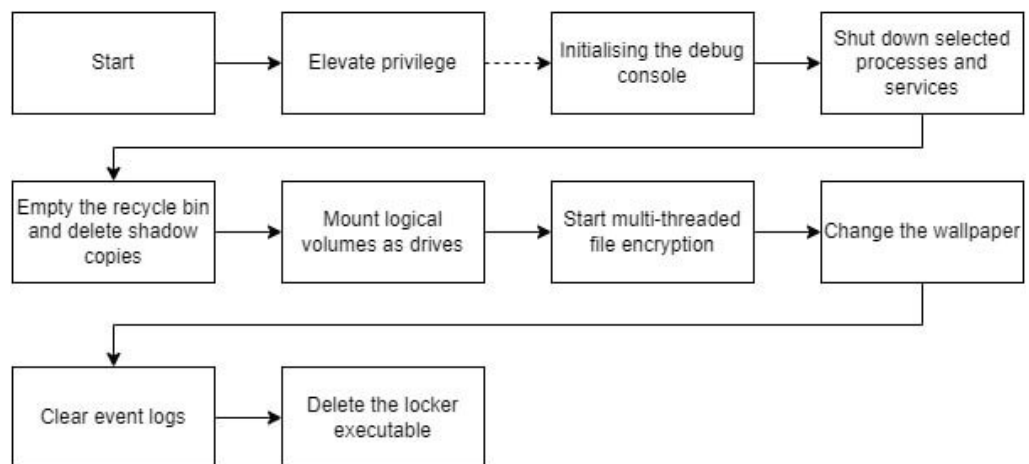 Start
Elevate privilege
Initialising the debug
console
Shut down selected
processes and
services
Empty the recycle bin
and delete shadow
copies
Mount logical
volumes as drives
Start multi-threaded
file encryption
Change the wallpaper
Clear event logs
Delete the locker
executable